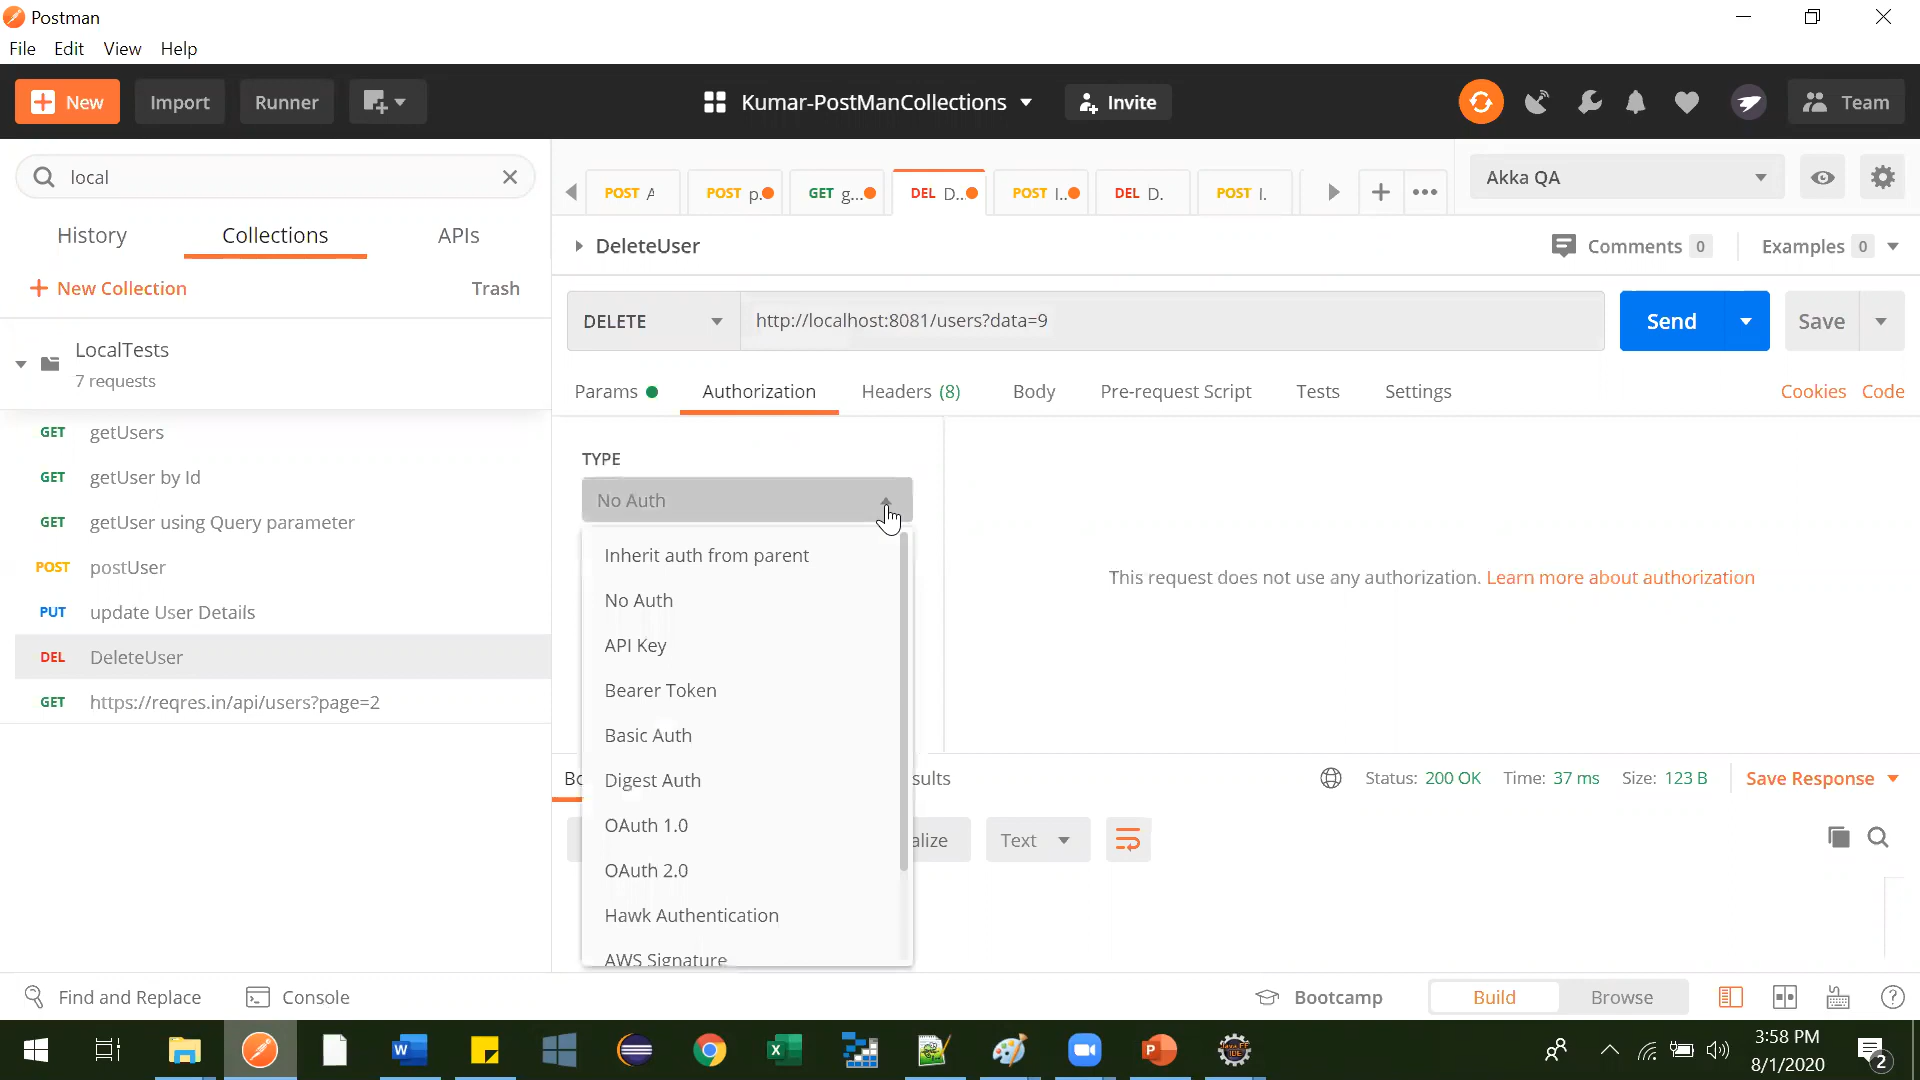 Postman
File Edit View Help
New Import Runner Kumar-PostManCollections Invite Team
local
POST A POST p. GET g... DEL D... POST I.. DEL D. POST I. Akka QA
History Collections APIs
DeleteUser Comments 0 Examples 0
New Collection Trash
DELETE http://localhost:8081/users?data=9 Send Save
LocalTests
7 requests
Params Authorization Headers (8) Body Pre-request Script Tests Settings Cookies Code
GET getUsers
GET getUser by Id
GET getUser using Query parameter
POST postUser
PUT update User Details
DEL DeleteUser
GET https://reqres.in/api/users?page=2
TYPE
No Auth
Inherit auth from parent
No Auth
API Key
Bearer Token
Basic Auth
Digest Auth
OAuth 1.0
OAuth 2.0
Hawk Authentication
AWS Signature
This request does not use any authorization. Learn more about authorization
Bo sults Status: 200 OK Time: 37 ms Size: 123 B Save Response
alize Text
Find and Replace Console Bootcamp Build Browse
3:58 PM
8/1/2020
2